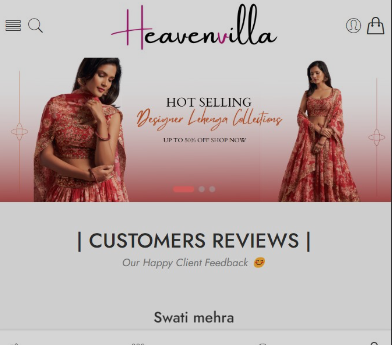 Heavenvilla
HOT SELLING
Designer Lehenga Collections
UP TO 50% OFF SHOP NOW
| CUSTOMERS REVIEWS |
Our Happy Client Feedback 😊
Swati mehra